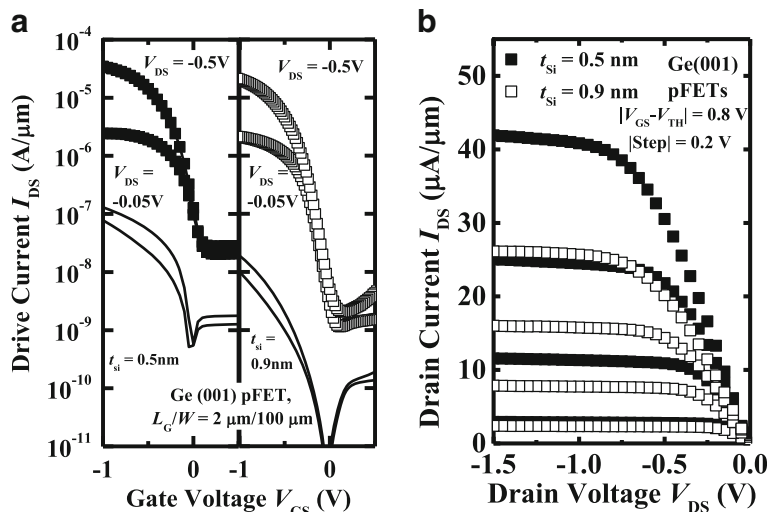 a
Drive Current I_DS (A/μm)
10⁻⁴
10⁻⁵
10⁻⁶
10⁻⁷
10⁻⁸
10⁻⁹
10⁻¹⁰
10⁻¹¹
V_DS = -0.5V
V_DS = -0.05V
t_si = 0.5nm
V_DS = -0.5V
V_DS = -0.05V
t_si = 0.9nm
Ge (001) pFET,
L_G/W = 2 μm/100 μm
-1 0 -1 0
Gate Voltage V_GS (V)
b
Drain Current I_DS (μA/μm)
50
40
30
20
10
0
t_Si = 0.5 nm
t_Si = 0.9 nm
Ge(001)
pFETs
|V_GS-V_TH| = 0.8 V
|Step| = 0.2 V
-1.5 -1.0 -0.5 0.0
Drain Voltage V_DS (V)